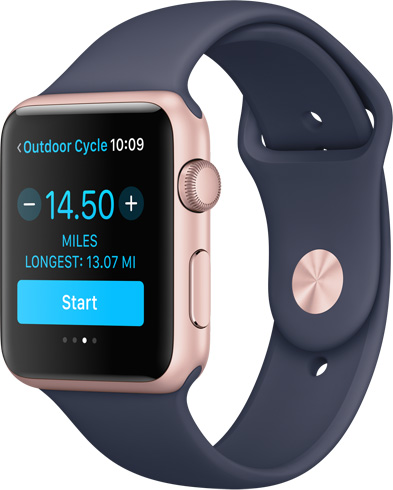 ‹Outdoor Cycle 10:09
− 14.50 +
MILES
LONGEST: 13.07 MI
Start